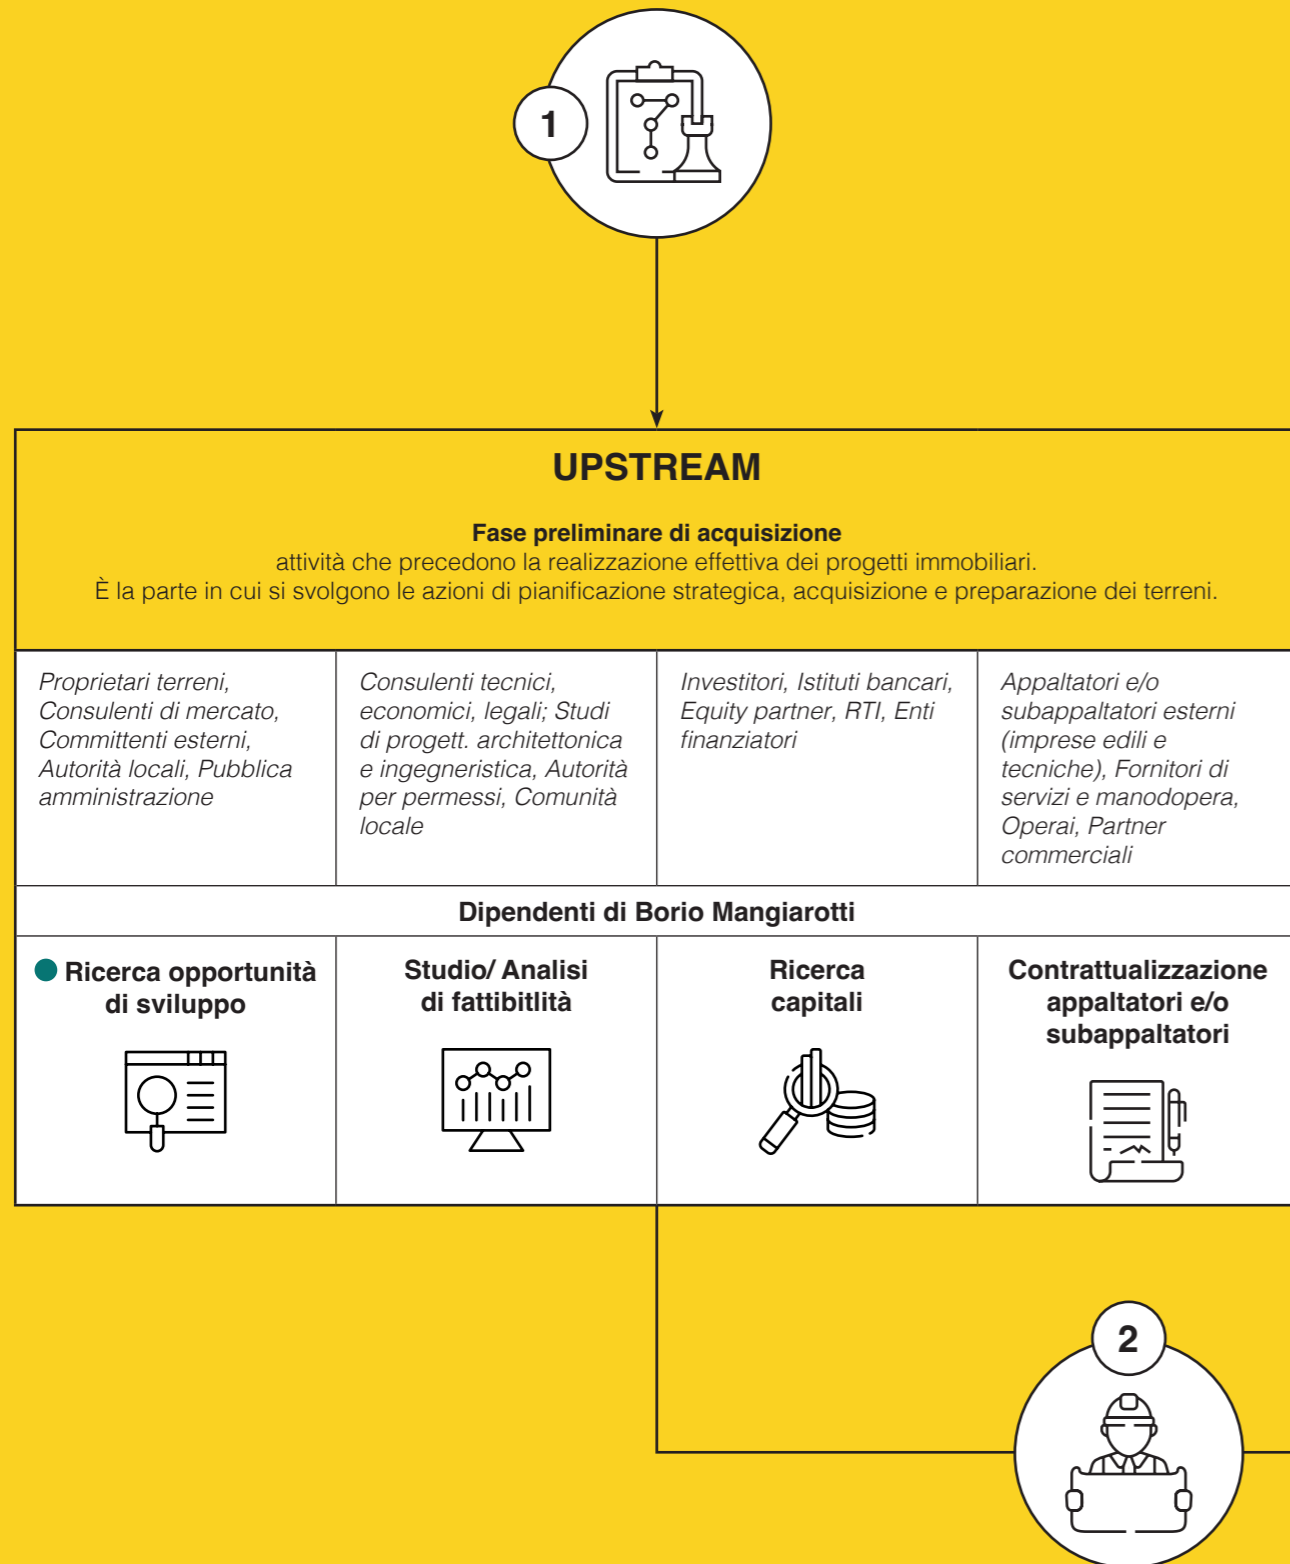 1
UPSTREAM
Fase preliminare di acquisizione
attività che precedono la realizzazione effettiva dei progetti immobiliari.
È la parte in cui si svolgono le azioni di pianificazione strategica, acquisizione e preparazione dei terreni.
Proprietari terreni,
Consulenti di mercato,
Committenti esterni,
Autorità locali, Pubblica
amministrazione
Consulenti tecnici,
economici, legali; Studi
di progett. architettonica
e ingegneristica, Autorità
per permessi, Comunità
locale
Investitori, Istituti bancari,
Equity partner, RTI, Enti
finanziatori
Appaltatori e/o
subappaltatori esterni
(imprese edili e
tecniche), Fornitori di
servizi e manodopera,
Operai, Partner
commerciali
Dipendenti di Borio Mangiarotti
Ricerca opportunità
di sviluppo
Studio/ Analisi
di fattibitlità
Ricerca
capitali
Contrattualizzazione
appaltatori e/o
subappaltatori
2